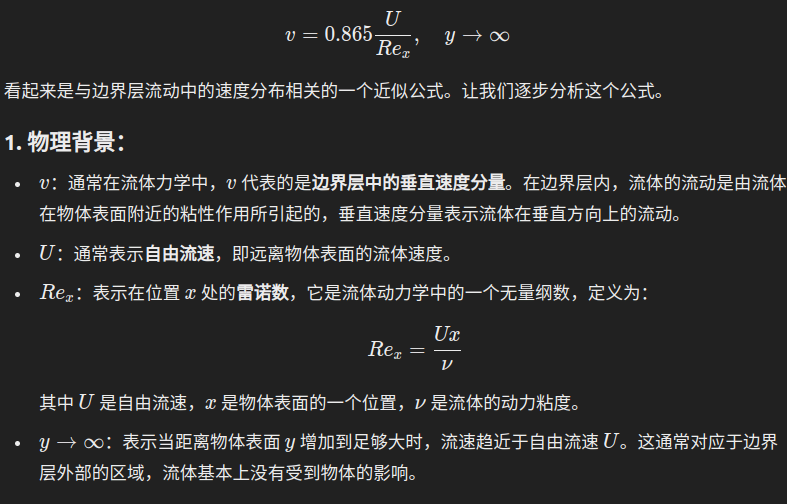 v = 0.865 U/Re_x, y → ∞
看起来是与边界层流动中的速度分布相关的一个近似公式。让我们逐步分析这个公式。
1. 物理背景：
• v：通常在流体力学中，v 代表的是边界层中的垂直速度分量。在边界层内，流体的流动是由流体
在物体表面附近的粘性作用所引起的，垂直速度分量表示流体在垂直方向上的流动。
• U：通常表示自由流速，即远离物体表面的流体速度。
• Re_x：表示在位置 x 处的雷诺数，它是流体动力学中的一个无量纲数，定义为：
Re_x = Ux/ν
其中 U 是自由流速，x 是物体表面的一个位置，ν 是流体的动力粘度。
• y → ∞：表示当距离物体表面 y 增加到足够大时，流速趋近于自由流速 U。这通常对应于边界
层外部的区域，流体基本上没有受到物体的影响。